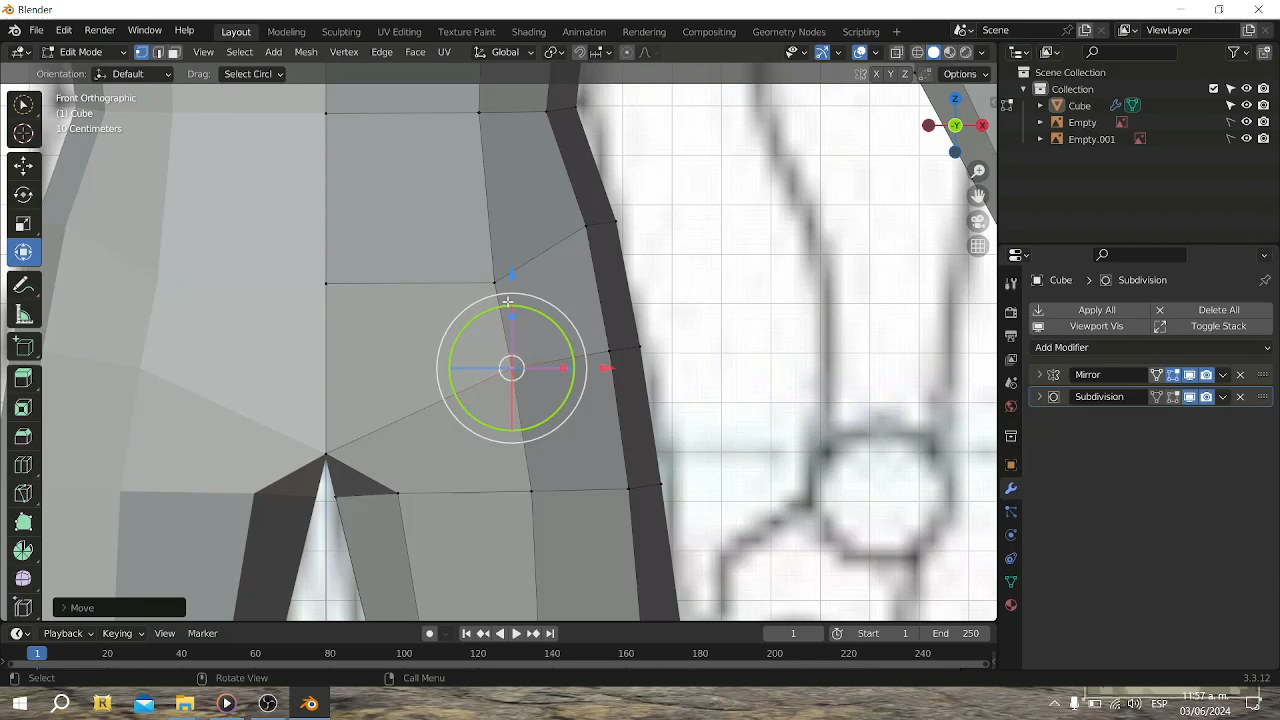 Blender
File Edit Render Window Help Layout Modeling Sculpting UV Editing Texture Paint Shading Animation Rendering Compositing Geometry Nodes Scripting + Scene ViewLayer
Edit Mode View Select Add Mesh Vertex Edge Face UV Global
Orientation: Default Drag: Select Circl X Y Z Options
Front Orthographic
(1) Cube
10 Centimeters
Z
-Y
X
Scene Collection
Collection
Cube
Empty
Empty.001
Cube > Subdivision
Apply All Delete All
Viewport Vis Toggle Stack
Add Modifier
Mirror
Subdivision
Move
Playback Keying View Marker 1 Start 1 End 250
1 20 40 60 80 100 120 140 160 180 200 220 240
Select Rotate View Call Menu 3.3.12
R ESP 11:57 a. m.
03/06/2024